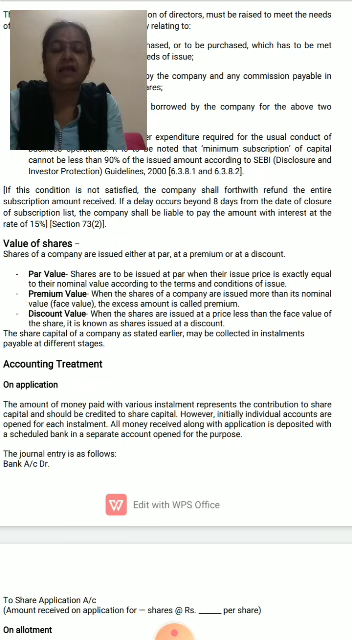 Th on of directors, must be raised to meet the needs
of y relating to:
hased, or to be purchased, which has to be met
eds of issue;
by the company and any commission payable in
ares;
borrowed by the company for the above two
er expenditure required for the usual conduct of
business operations. It is to be noted that 'minimum subscription' of capital
cannot be less than 90% of the issued amount according to SEBI (Disclosure and
Investor Protection) Guidelines, 2000 [6.3.8.1 and 6.3.8.2].
[If this condition is not satisfied, the company shall forthwith refund the entire
subscription amount received. If a delay occurs beyond 8 days from the date of closure
of subscription list, the company shall be liable to pay the amount with interest at the
rate of 15%] [Section 73(2)].
Value of shares –
Shares of a company are issued either at par, at a premium or at a discount.
- Par Value- Shares are to be issued at par when their issue price is exactly equal
to their nominal value according to the terms and conditions of issue.
- Premium Value- When the shares of a company are issued more than its nominal
value (face value), the excess amount is called premium.
- Discount Value- When the shares are issued at a price less than the face value of
the share, it is known as shares issued at a discount.
The share capital of a company as stated earlier, may be collected in instalments
payable at different stages.
Accounting Treatment
On application
The amount of money paid with various instalment represents the contribution to share
capital and should be credited to share capital. However, initially individual accounts are
opened for each instalment. All money received along with application is deposited with
a scheduled bank in a separate account opened for the purpose.
The journal entry is as follows:
Bank A/c Dr.
W Edit with WPS Office
To Share Application A/c
(Amount received on application for — shares @ Rs. _____ per share)
On allotment